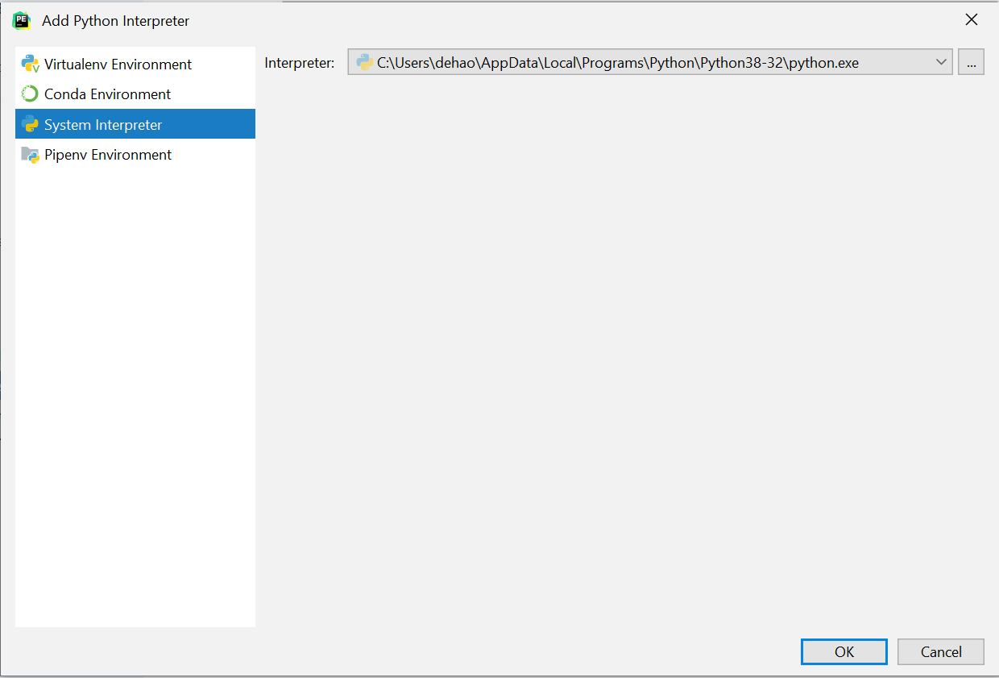 PE
Add Python Interpreter
Virtualenv Environment
Conda Environment
System Interpreter
Pipenv Environment
Interpreter: C:\Users\dehao\AppData\Local\Programs\Python\Python38-32\python.exe ...
OK Cancel